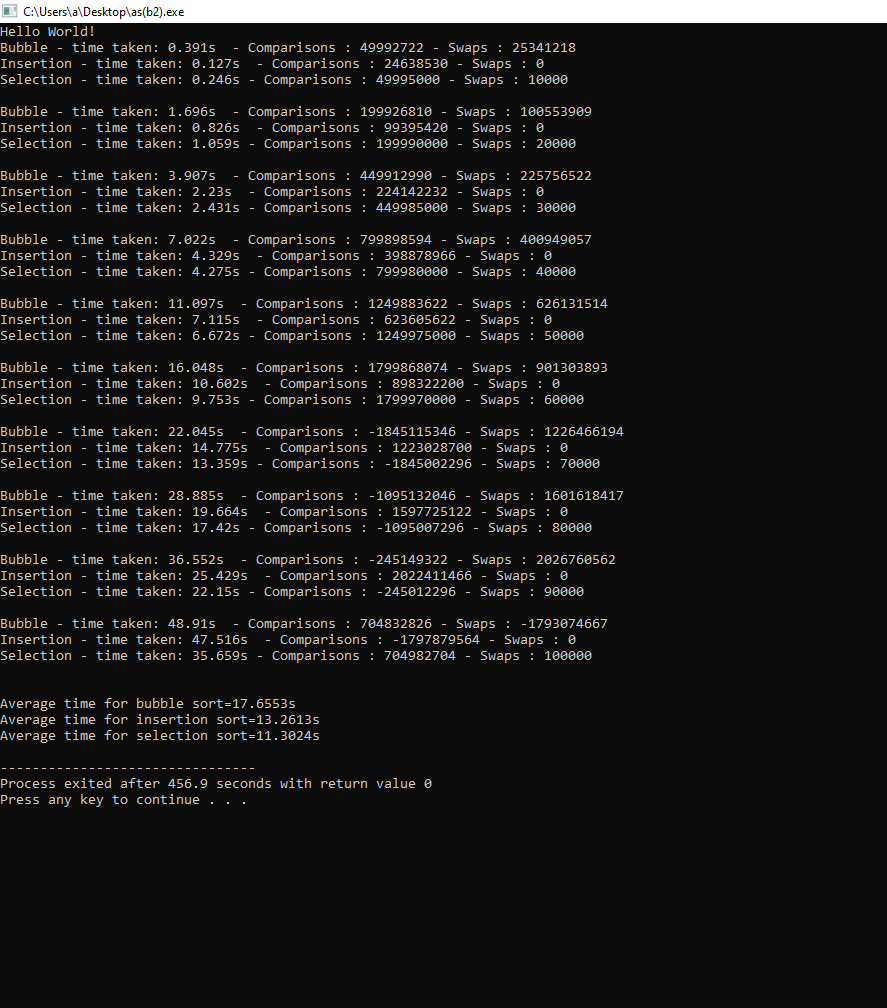 C:\Users\a\Desktop\as(b2).exe
Hello World!
Bubble - time taken: 0.391s  - Comparisons : 49992722 - Swaps : 25341218
Insertion - time taken: 0.127s  - Comparisons : 24638530 - Swaps : 0
Selection - time taken: 0.246s - Comparisons : 49995000 - Swaps : 10000
Bubble - time taken: 1.696s  - Comparisons : 199926810 - Swaps : 100553909
Insertion - time taken: 0.826s  - Comparisons : 99395420 - Swaps : 0
Selection - time taken: 1.059s - Comparisons : 199990000 - Swaps : 20000
Bubble - time taken: 3.907s  - Comparisons : 449912990 - Swaps : 225756522
Insertion - time taken: 2.23s  - Comparisons : 224142232 - Swaps : 0
Selection - time taken: 2.431s - Comparisons : 449985000 - Swaps : 30000
Bubble - time taken: 7.022s  - Comparisons : 799898594 - Swaps : 400949057
Insertion - time taken: 4.329s  - Comparisons : 398878966 - Swaps : 0
Selection - time taken: 4.275s - Comparisons : 799980000 - Swaps : 40000
Bubble - time taken: 11.097s  - Comparisons : 1249883622 - Swaps : 626131514
Insertion - time taken: 7.115s  - Comparisons : 623605622 - Swaps : 0
Selection - time taken: 6.672s - Comparisons : 1249975000 - Swaps : 50000
Bubble - time taken: 16.048s  - Comparisons : 1799868074 - Swaps : 901303893
Insertion - time taken: 10.602s  - Comparisons : 898322200 - Swaps : 0
Selection - time taken: 9.753s - Comparisons : 1799970000 - Swaps : 60000
Bubble - time taken: 22.045s  - Comparisons : -1845115346 - Swaps : 1226466194
Insertion - time taken: 14.775s  - Comparisons : 1223028700 - Swaps : 0
Selection - time taken: 13.359s - Comparisons : -1845002296 - Swaps : 70000
Bubble - time taken: 28.885s  - Comparisons : -1095132046 - Swaps : 1601618417
Insertion - time taken: 19.664s  - Comparisons : 1597725122 - Swaps : 0
Selection - time taken: 17.42s - Comparisons : -1095007296 - Swaps : 80000
Bubble - time taken: 36.552s  - Comparisons : -245149322 - Swaps : 2026760562
Insertion - time taken: 25.429s  - Comparisons : 2022411466 - Swaps : 0
Selection - time taken: 22.15s - Comparisons : -245012296 - Swaps : 90000
Bubble - time taken: 48.91s  - Comparisons : 704832826 - Swaps : -1793074667
Insertion - time taken: 47.516s  - Comparisons : -1797879564 - Swaps : 0
Selection - time taken: 35.659s - Comparisons : 704982704 - Swaps : 100000
Average time for bubble sort=17.6553s
Average time for insertion sort=13.2613s
Average time for selection sort=11.3024s
--------------------------------
Process exited after 456.9 seconds with return value 0
Press any key to continue . . .